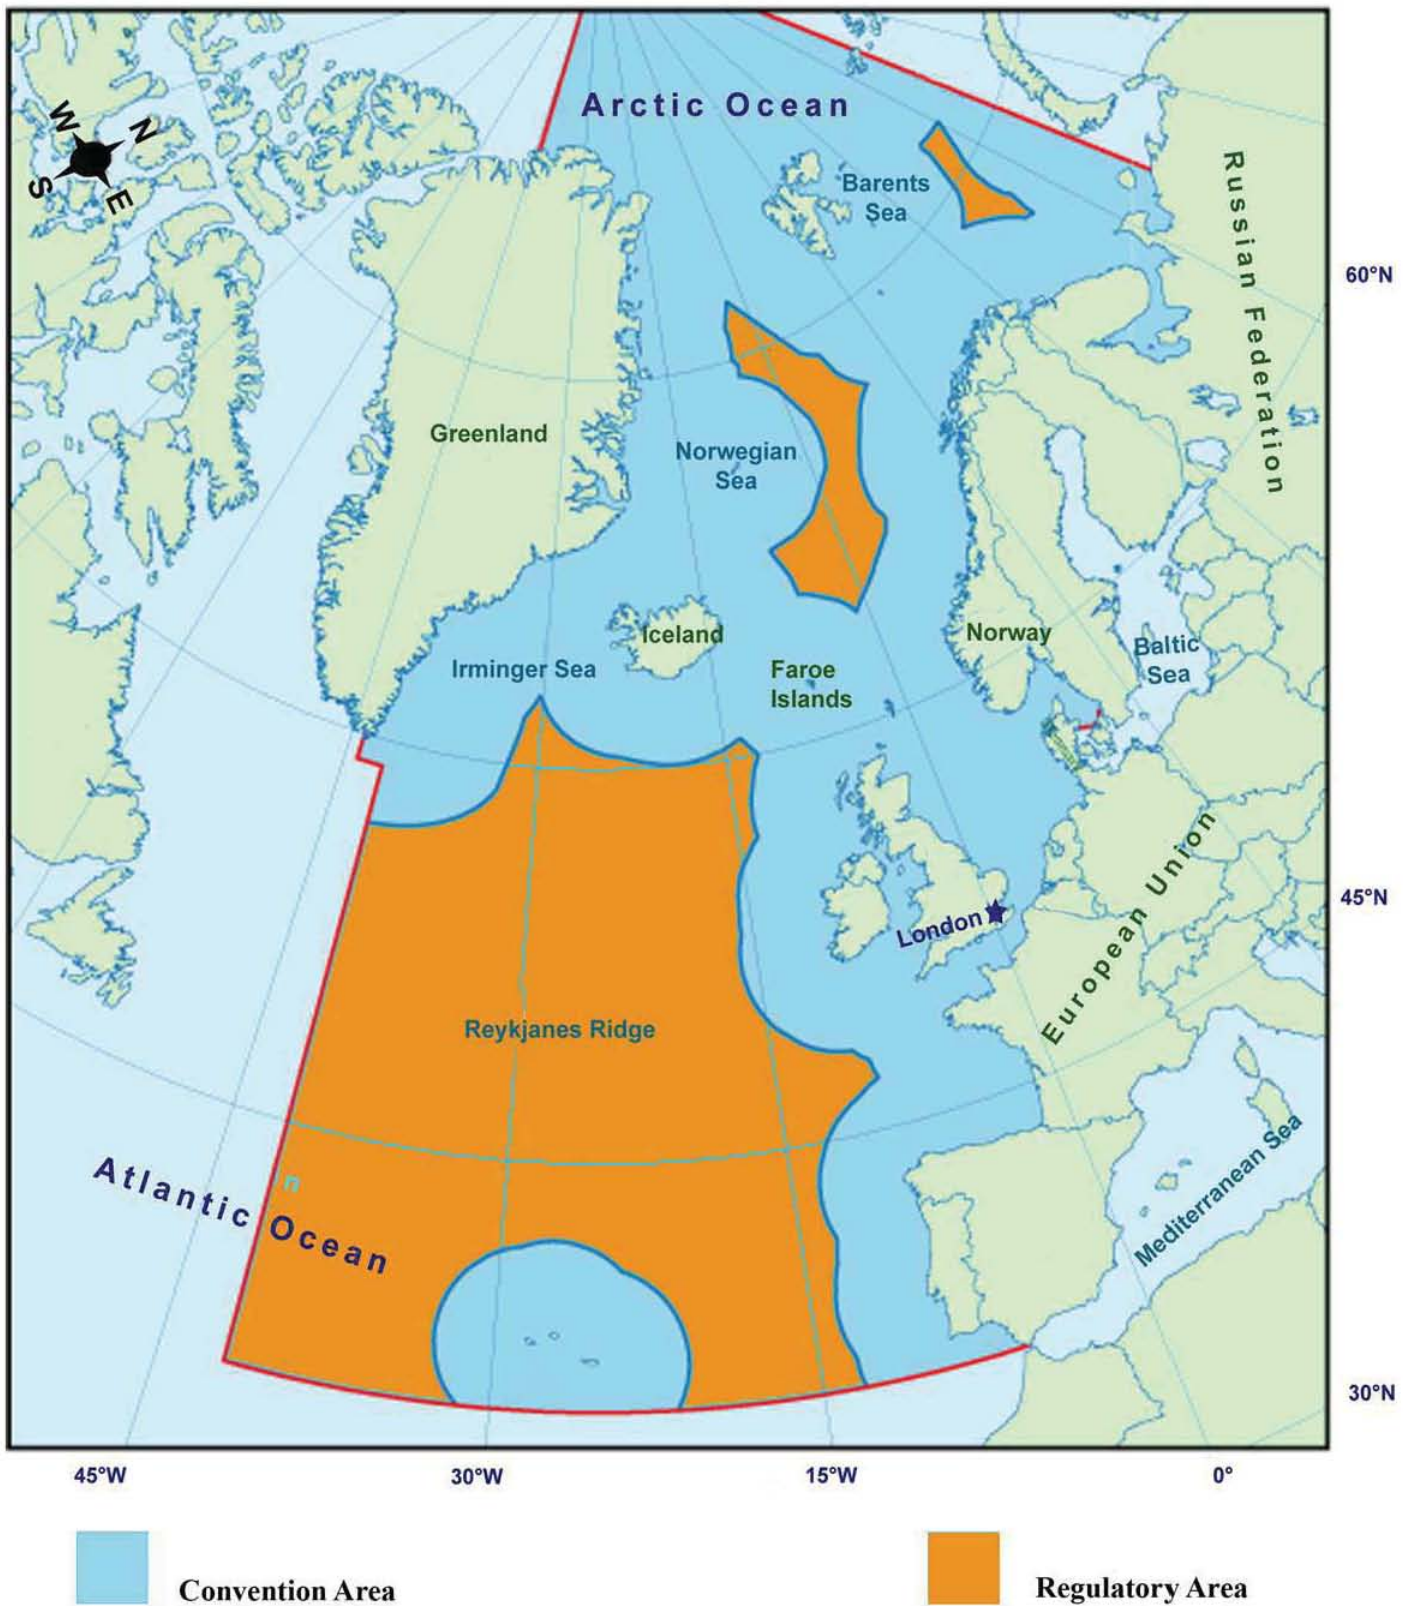 W
N
S
E
Arctic Ocean
Barents
Sea
Russian Federation
60°N
Greenland
Norwegian
Sea
Iceland
Norway
Baltic
Sea
Irminger Sea
Faroe
Islands
European Union
45°N
London
Reykjanes Ridge
Mediterranean Sea
in
Atlantic Ocean
30°N
45°W
30°W
15°W
0°
Convention Area
Regulatory Area